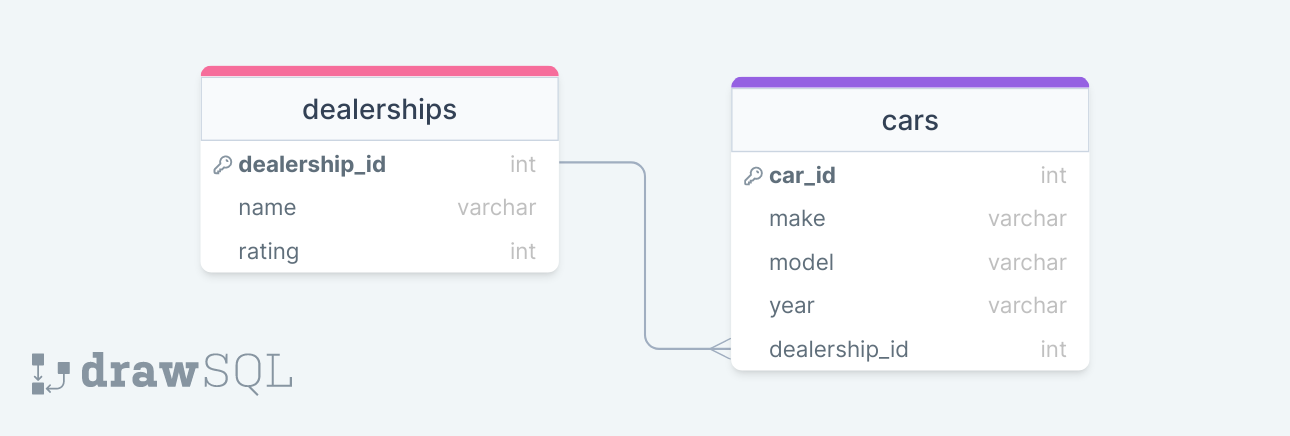 dealerships
dealership_id int
name varchar
rating int
cars
car_id int
make varchar
model varchar
year varchar
dealership_id int
drawSQL